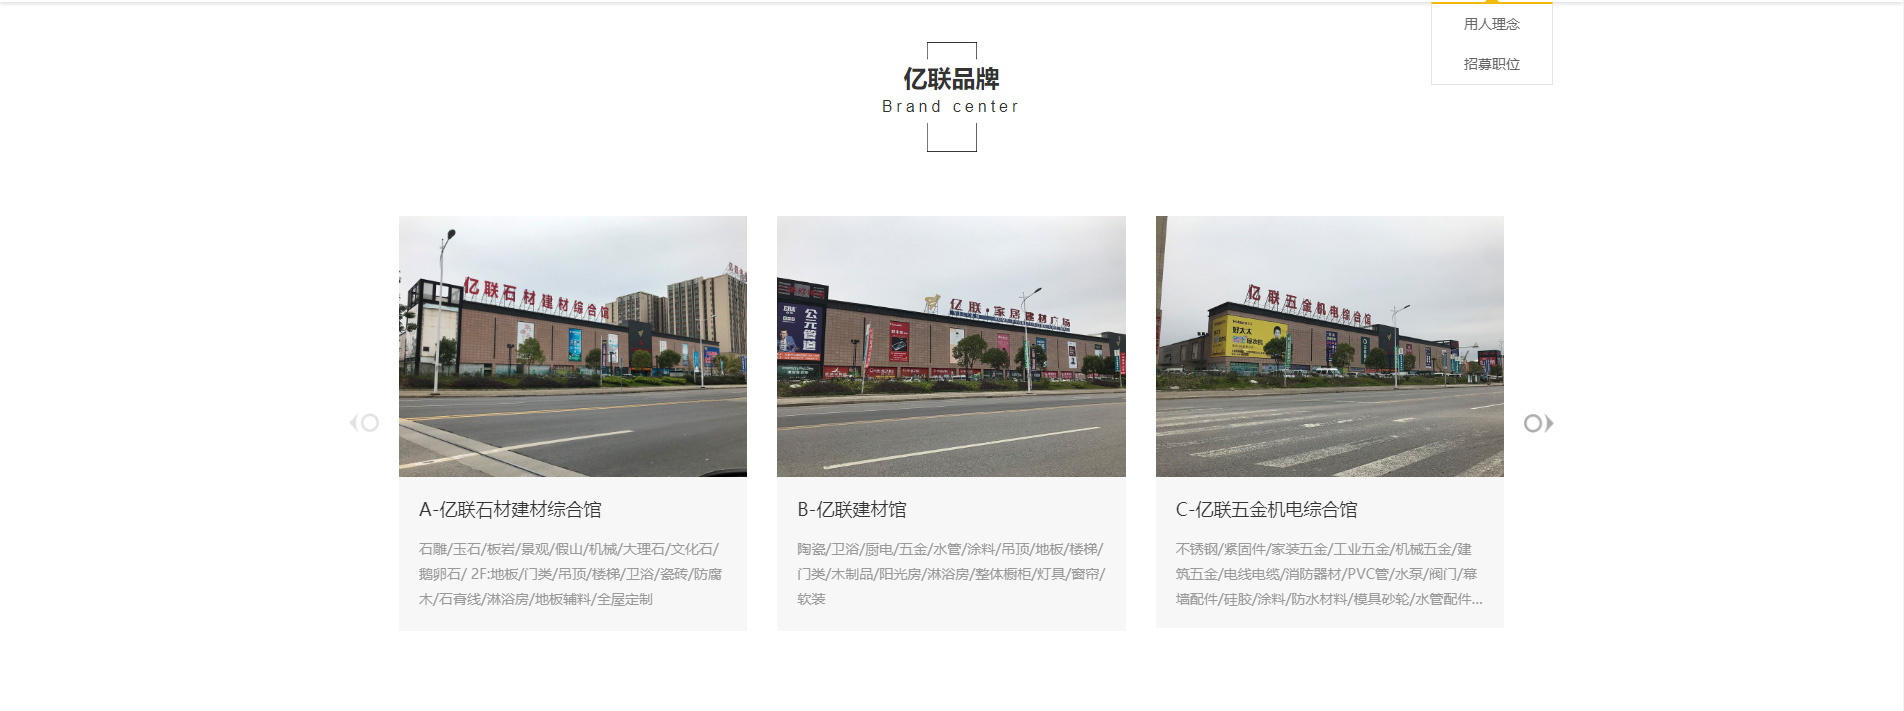 用人理念
招募职位
亿联品牌
Brand center
亿联石材建材综合馆
亿联·家居建材广场
公元管道
亿联五金机电综合馆
好太太
A-亿联石材建材综合馆
石雕/玉石/板岩/景观/假山/机械/大理石/文化石/
鹅卵石/ 2F:地板/门类/吊顶/楼梯/卫浴/瓷砖/防腐
木/石膏线/淋浴房/地板辅料/全屋定制
B-亿联建材馆
陶瓷/卫浴/厨电/五金/水管/涂料/吊顶/地板/楼梯/
门类/木制品/阳光房/淋浴房/整体橱柜/灯具/窗帘/
软装
C-亿联五金机电综合馆
不锈钢/紧固件/家装五金/工业五金/机械五金/建
筑五金/电线电缆/消防器材/PVC管/水泵/阀门/幕
墙配件/硅胶/涂料/防水材料/模具砂轮/水管配件...